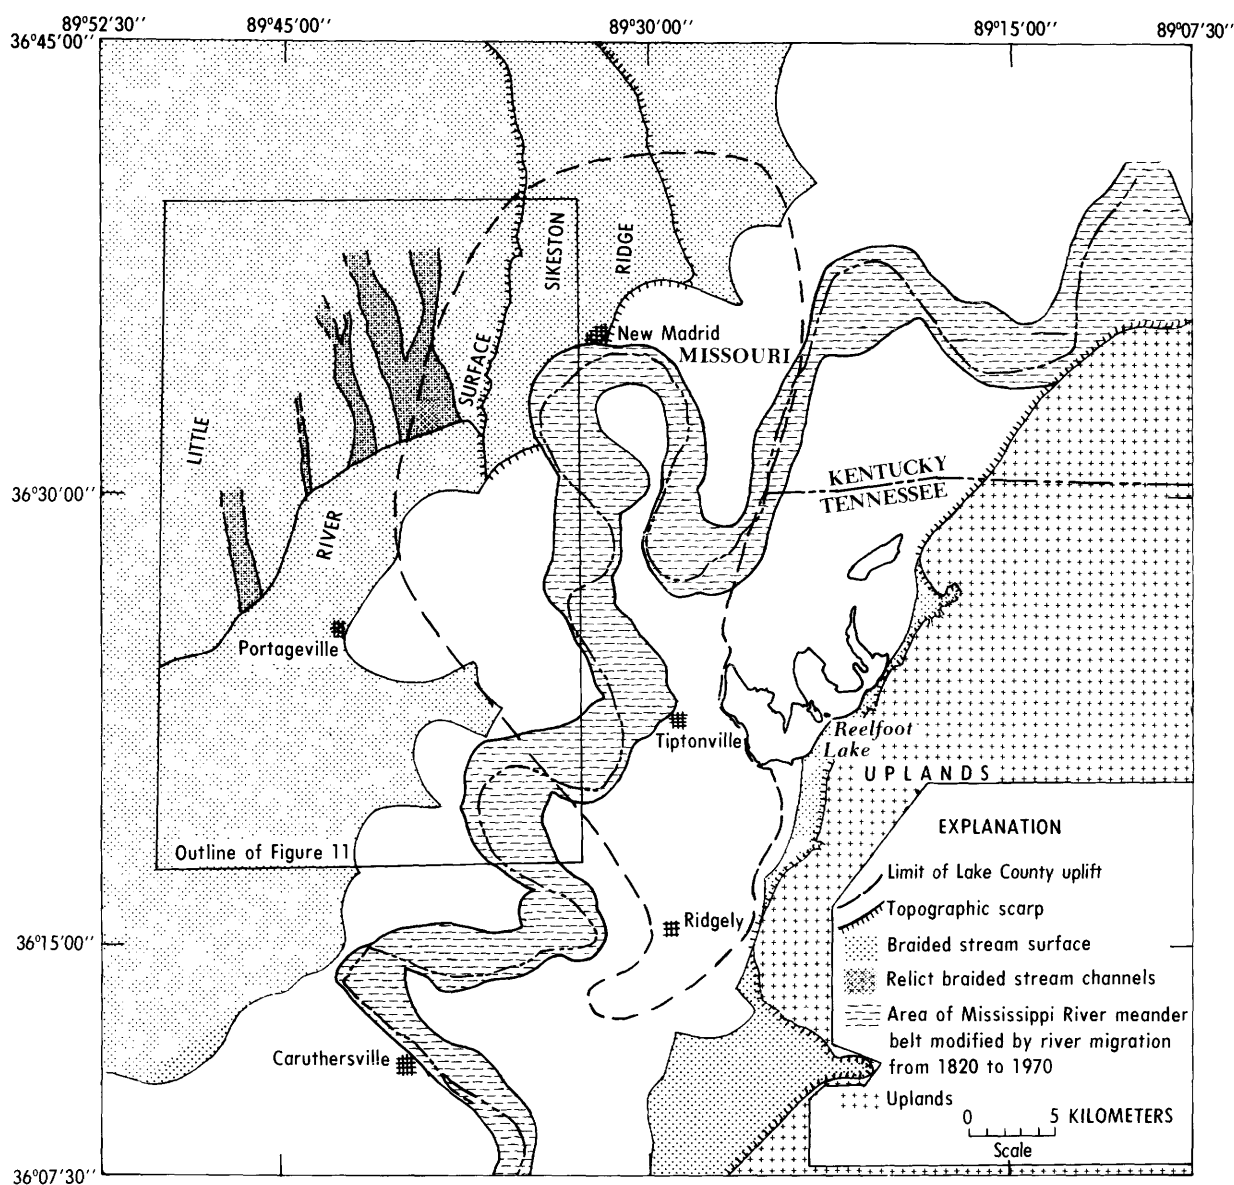 89°52'30''
89°45'00''
89°30'00''
89°15'00''
89°07'30''
36°45'00''
SIKESTON
RIDGE
New Madrid
MISSOURI
SURFACE
LITTLE
RIVER
36°30'00''
KENTUCKY
TENNESSEE
Portageville
Tiptonville
Reelfoot
Lake
UPLANDS
Outline of Figure 11
Ridgely
36°15'00''
Caruthersville
36°07'30''
EXPLANATION
Limit of Lake County uplift
Topographic scarp
Braided stream surface
Relict braided stream channels
Area of Mississippi River meander
belt modified by river migration
from 1820 to 1970
Uplands
0 5 KILOMETERS
Scale